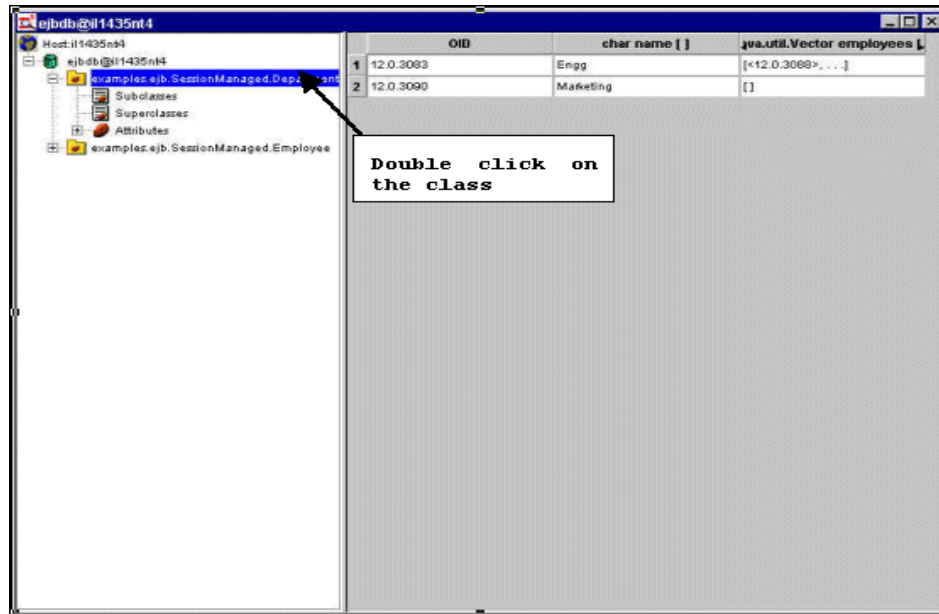 ejbdb@il1435nt4
Host:il1435nt4
ejbdb@il1435nt4
examples.ejb.SessionManaged.Department
Subclasses
Superclasses
Attributes
examples.ejb.SessionManaged.Employee
OID char name [ ] ava.util.Vector employees [
1 12.0.3083 Engg [<12.0.3088>, . . .]
2 12.0.3090 Marketing [ ]
Double click on
the class